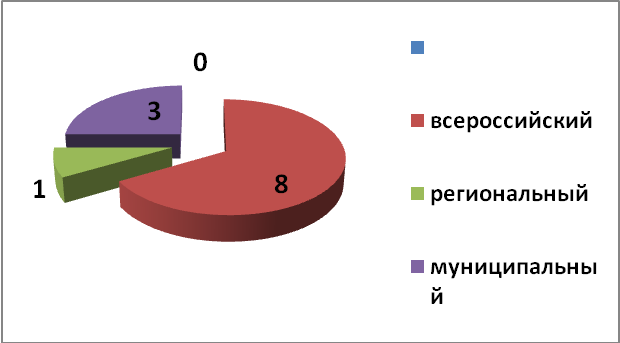 0
3
8
1
всероссийский
региональный
муниципальны
й